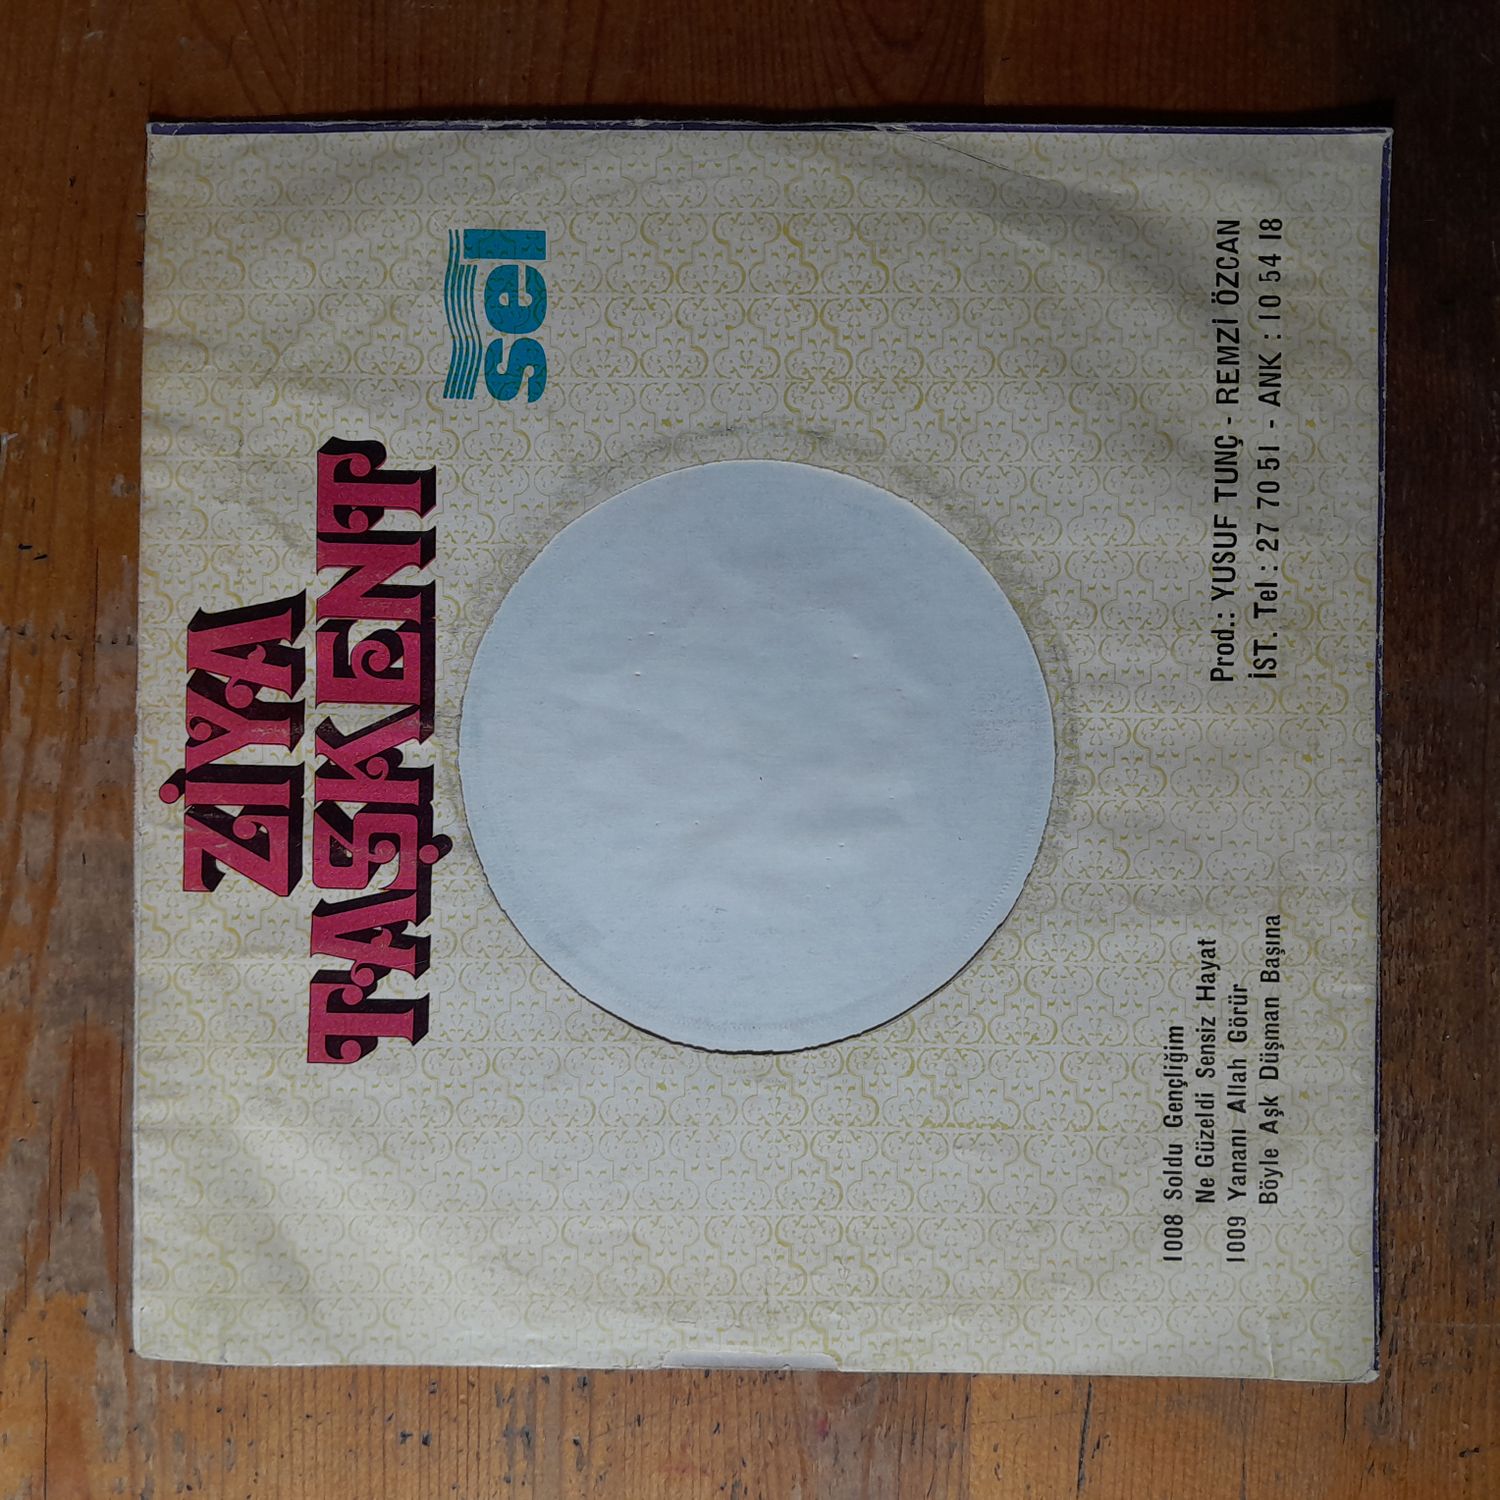 ZİYA
TAŞKENT
sel
1008 Soldu Gençliğim
Ne Güzeldi Sensiz Hayat
1009 Yananı Allah Görür
Böyle Aşk Düşman Başına
Prod.: YUSUF TUNÇ - REMZİ ÖZCAN
İST. Tel : 27 70 51 - ANK : 10 54 18